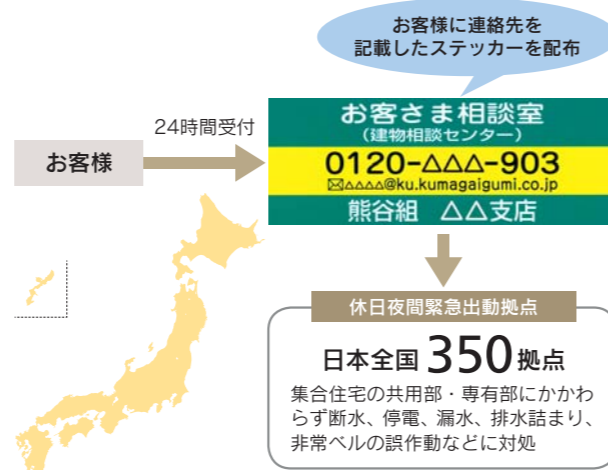 お客様に連絡先を
記載したステッカーを配布
お客さま相談室
(建物相談センター)
0120-△△△-903
✉△△△△@ku.kumagaigumi.co.jp
熊谷組 △△支店
24時間受付
お客様
休日夜間緊急出動拠点
日本全国350拠点
集合住宅の共用部・専有部にかかわ
らず断水、停電、漏水、排水詰まり、
非常ベルの誤作動などに対処